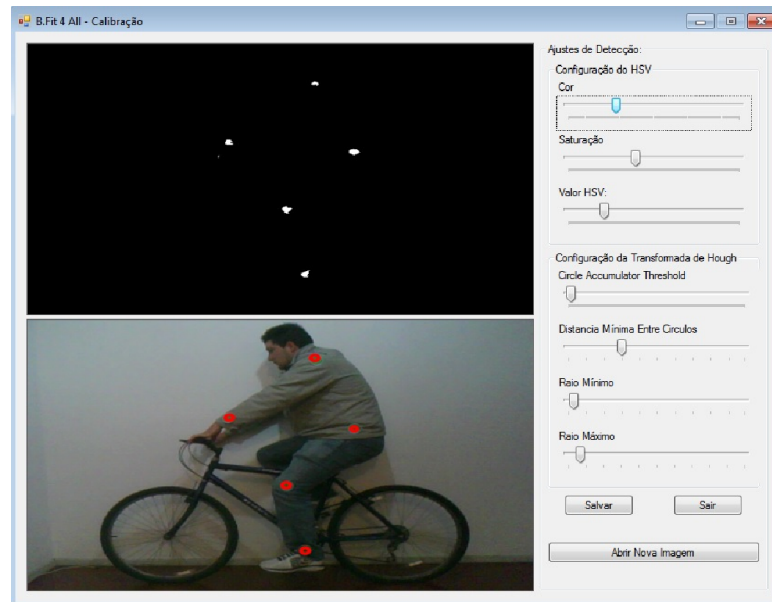 B.Fit 4 All - Calibração
Ajustes de Detecção:
Configuração do HSV
Cor
Saturação
Valor HSV:
Configuração da Transformada de Hough
Circle Accumulator Threshold
Distancia Mínima Entre Circulos
Raio Mínimo
Raio Máximo
Salvar Sair
Abrir Nova Imagem